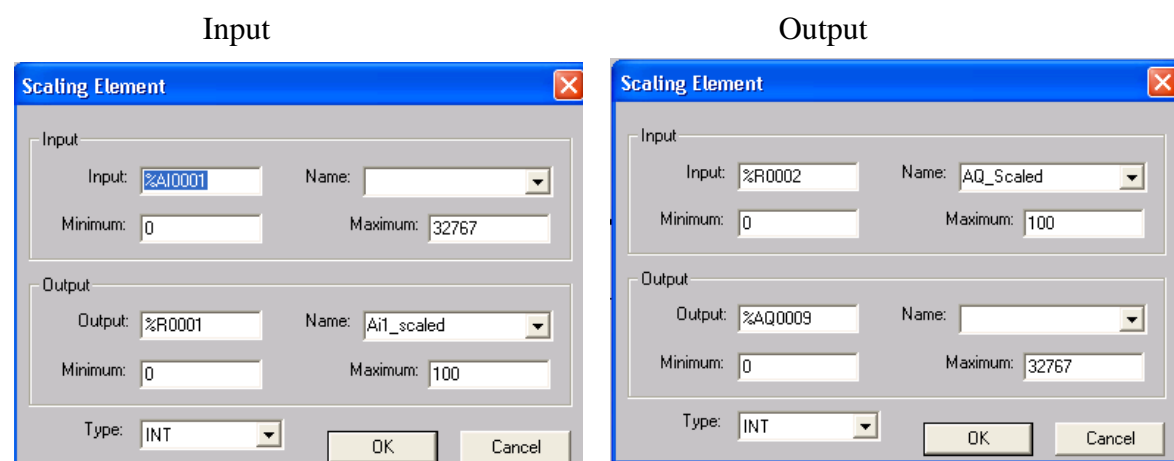 Input
Output
Scaling Element
Input
Input: %AI0001 Name:
Minimum: 0 Maximum: 32767
Output
Output: %R0001 Name: Ai1_scaled
Minimum: 0 Maximum: 100
Type: INT
OK Cancel
Scaling Element
Input
Input: %R0002 Name: AQ_Scaled
Minimum: 0 Maximum: 100
Output
Output: %AQ0009 Name:
Minimum: 0 Maximum: 32767
Type: INT
OK Cancel